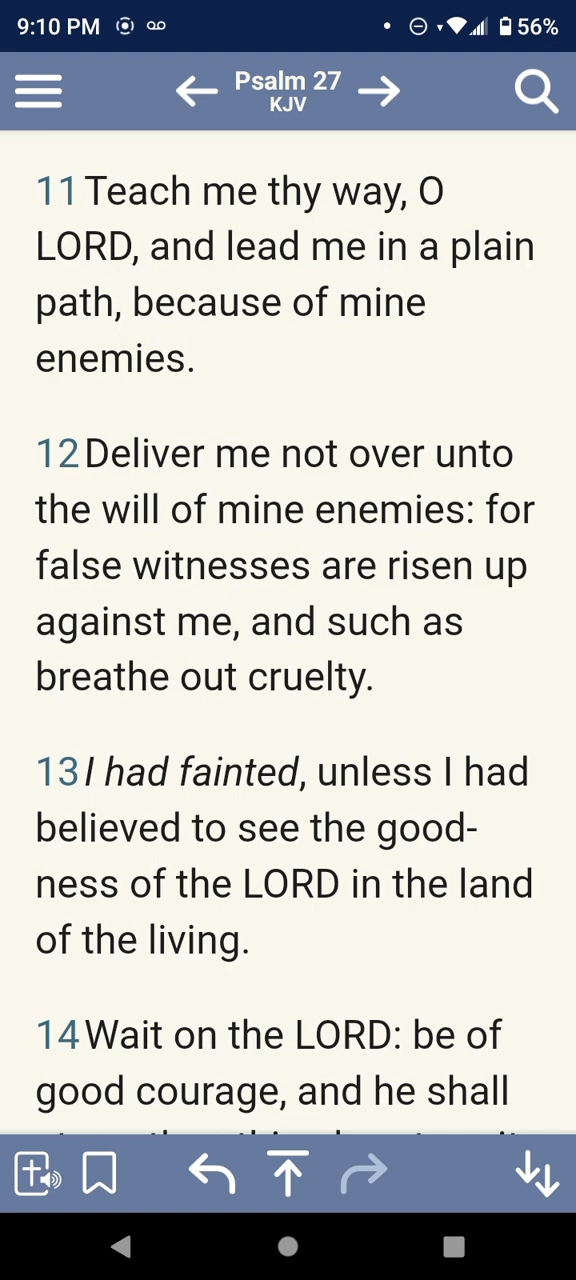 9:10 PM 56%
Psalm 27
KJV
11 Teach me thy way, O
LORD, and lead me in a plain
path, because of mine
enemies.
12 Deliver me not over unto
the will of mine enemies: for
false witnesses are risen up
against me, and such as
breathe out cruelty.
13 I had fainted, unless I had
believed to see the good-
ness of the LORD in the land
of the living.
14 Wait on the LORD: be of
good courage, and he shall